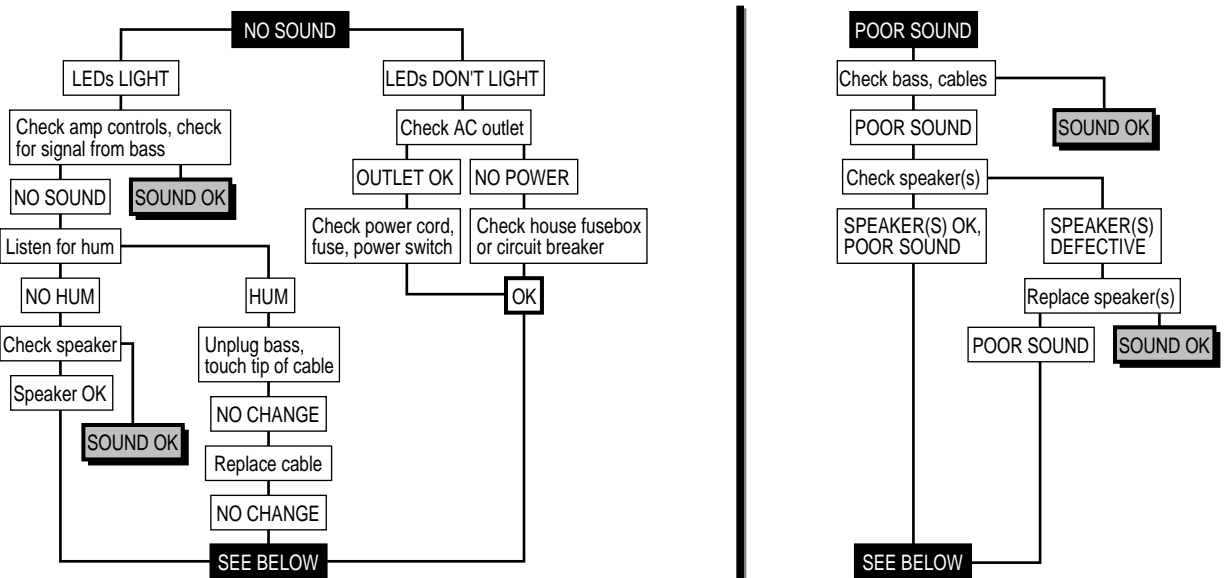 NO SOUND
LEDs LIGHT
LEDs DON'T LIGHT
Check amp controls, check
for signal from bass
Check AC outlet
SOUND OK
OUTLET OK
NO POWER
NO SOUND
Check power cord,
fuse, power switch
Check house fusebox
or circuit breaker
Listen for hum
NO HUM
HUM
OK
Check speaker
Unplug bass,
touch tip of cable
Speaker OK
NO CHANGE
SOUND OK
Replace cable
NO CHANGE
SEE BELOW
POOR SOUND
Check bass, cables
POOR SOUND
SOUND OK
Check speaker(s)
SPEAKER(S) OK,
POOR SOUND
SPEAKER(S)
DEFECTIVE
Replace speaker(s)
POOR SOUND
SOUND OK
SEE BELOW